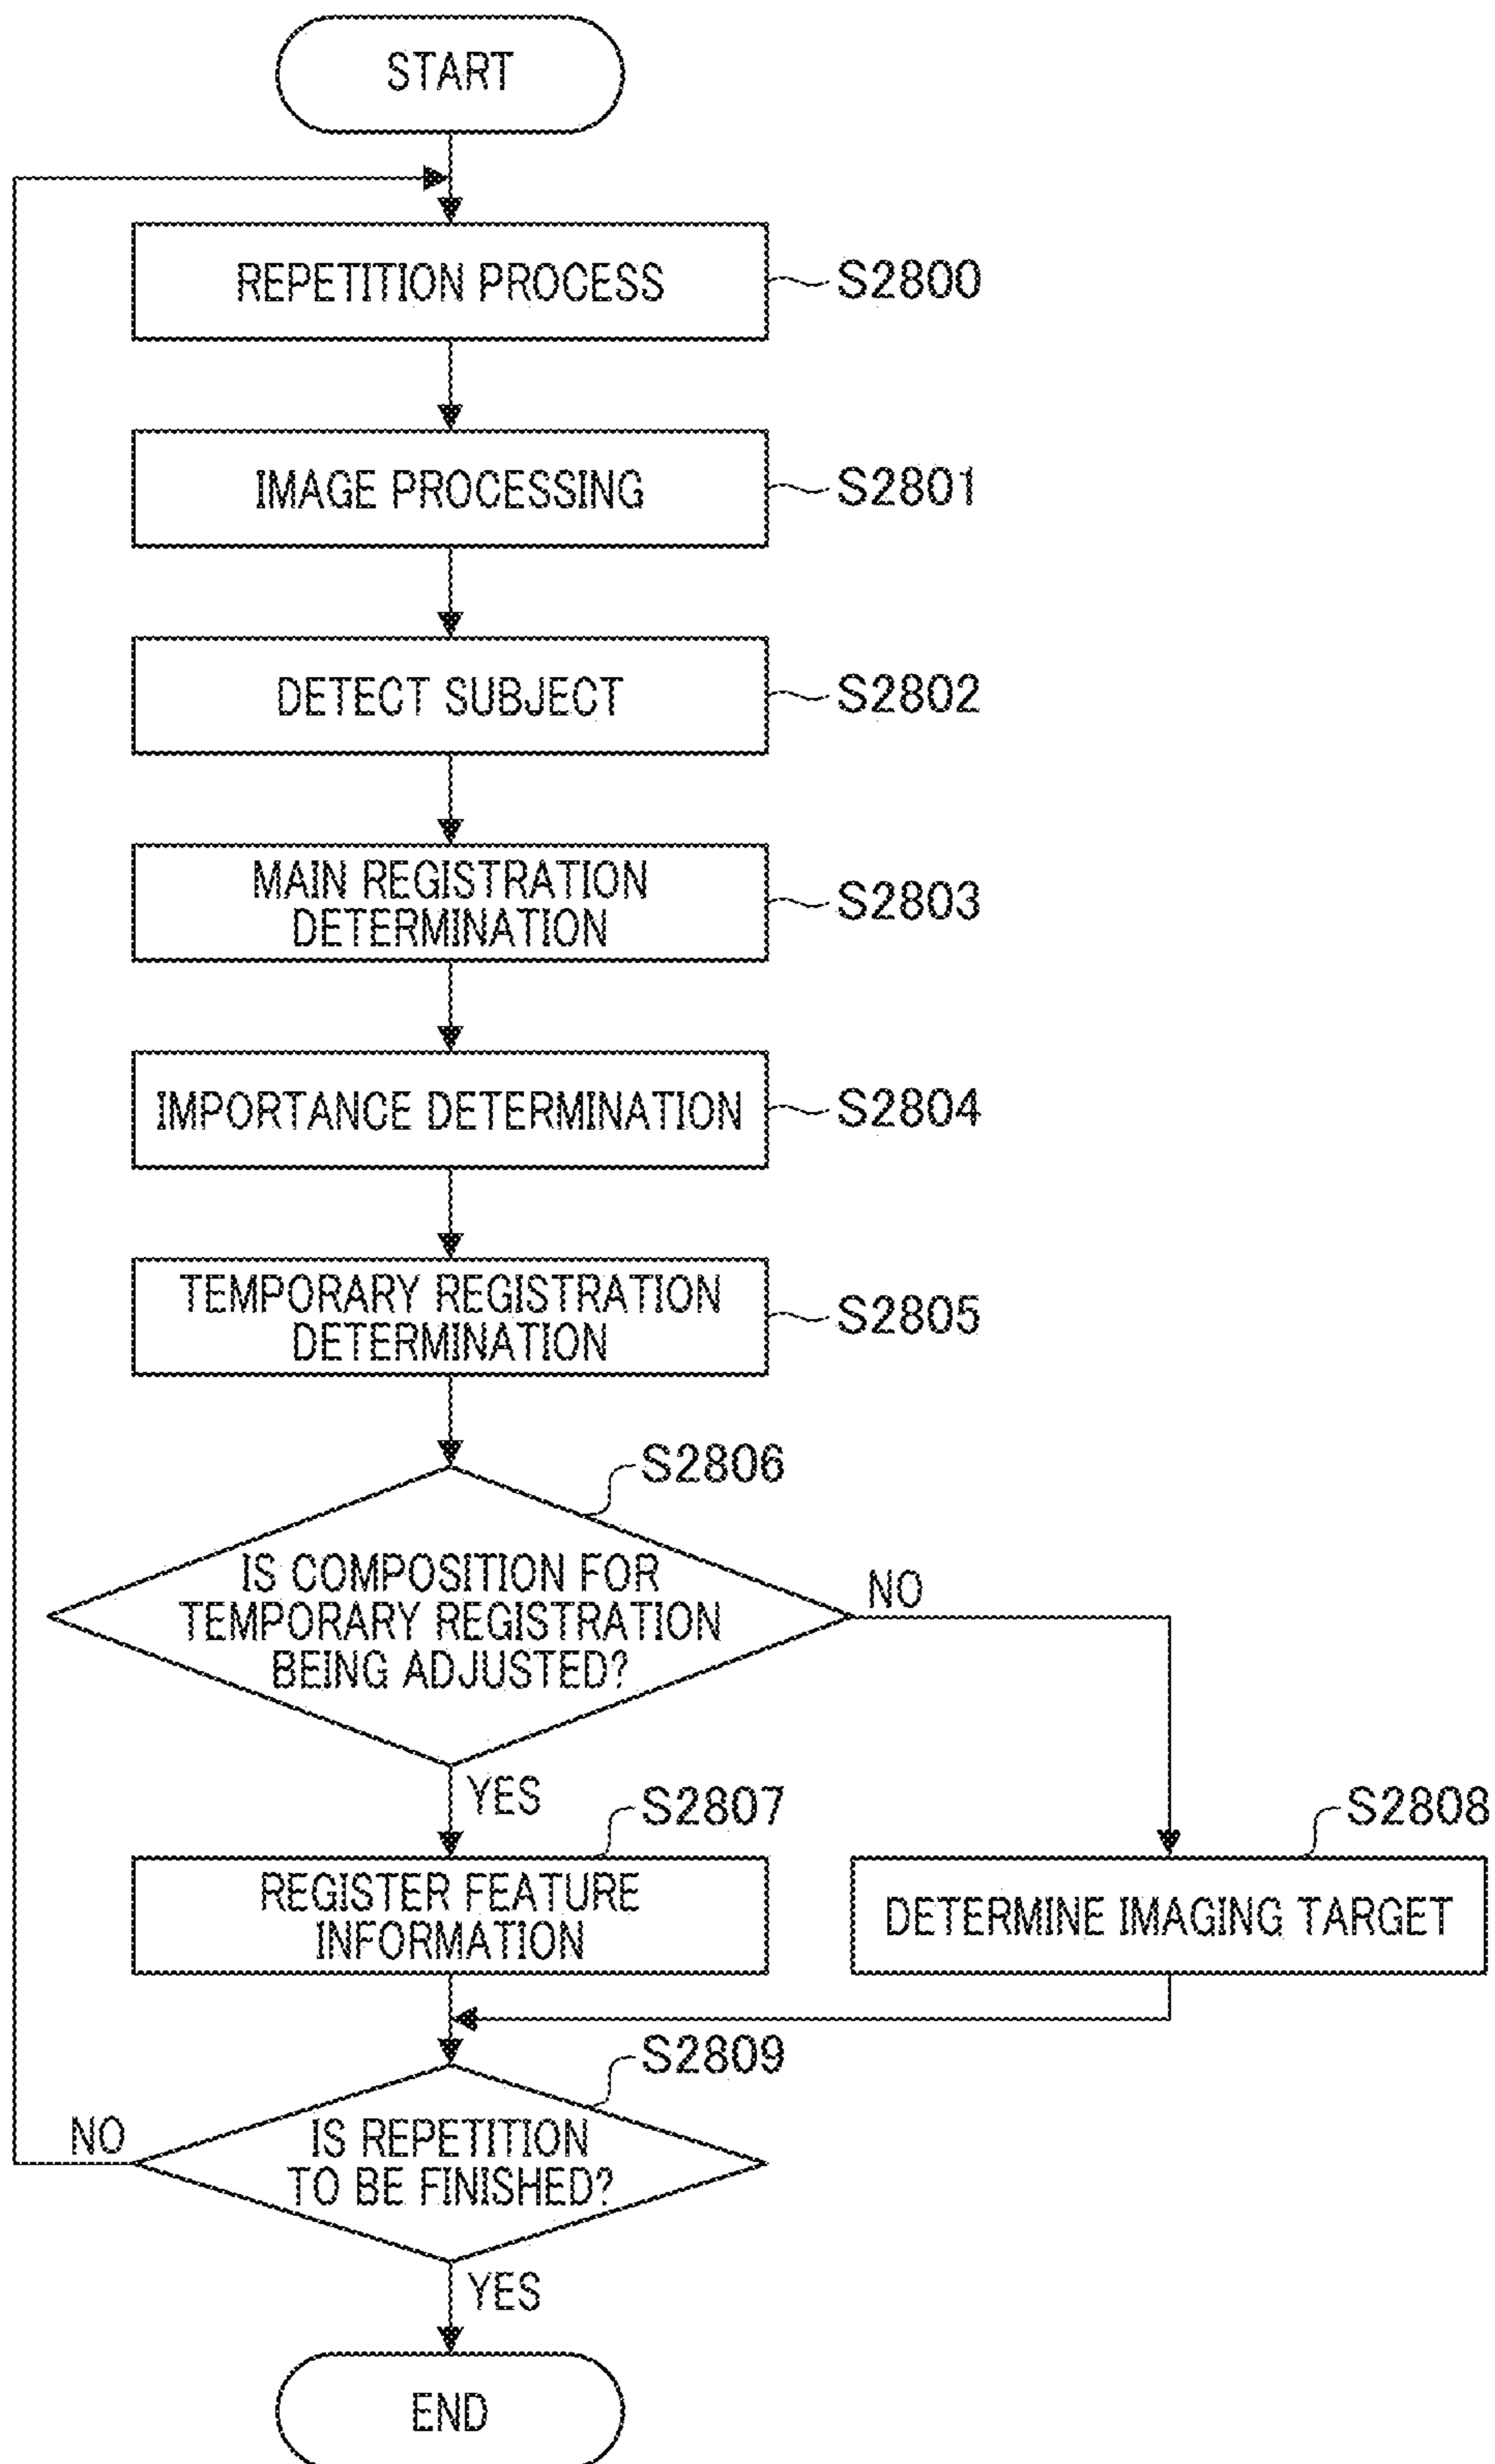 START
REPETITION PROCESS
S2800
IMAGE PROCESSING
S2801
DETECT SUBJECT
S2802
MAIN REGISTRATION
DETERMINATION
S2803
IMPORTANCE DETERMINATION
S2804
TEMPORARY REGISTRATION
DETERMINATION
S2805
S2806
IS COMPOSITION FOR
TEMPORARY REGISTRATION
BEING ADJUSTED?
NO
YES
S2807
REGISTER FEATURE
INFORMATION
S2808
DETERMINE IMAGING TARGET
S2809
IS REPETITION
TO BE FINISHED?
NO
YES
END